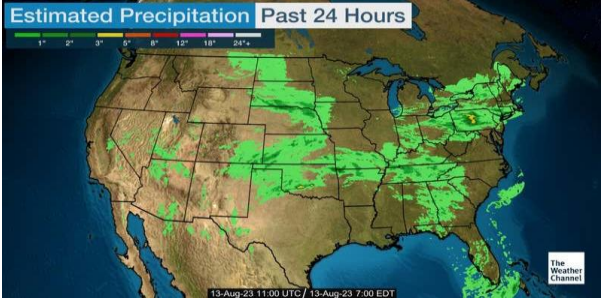 Estimated Precipitation Past 24 Hours
1" 2" 3" 5" 8" 12" 18" 24"+
The
Weather
Channel
13-Aug-23 11:00 UTC / 13-Aug-23 7:00 EDT